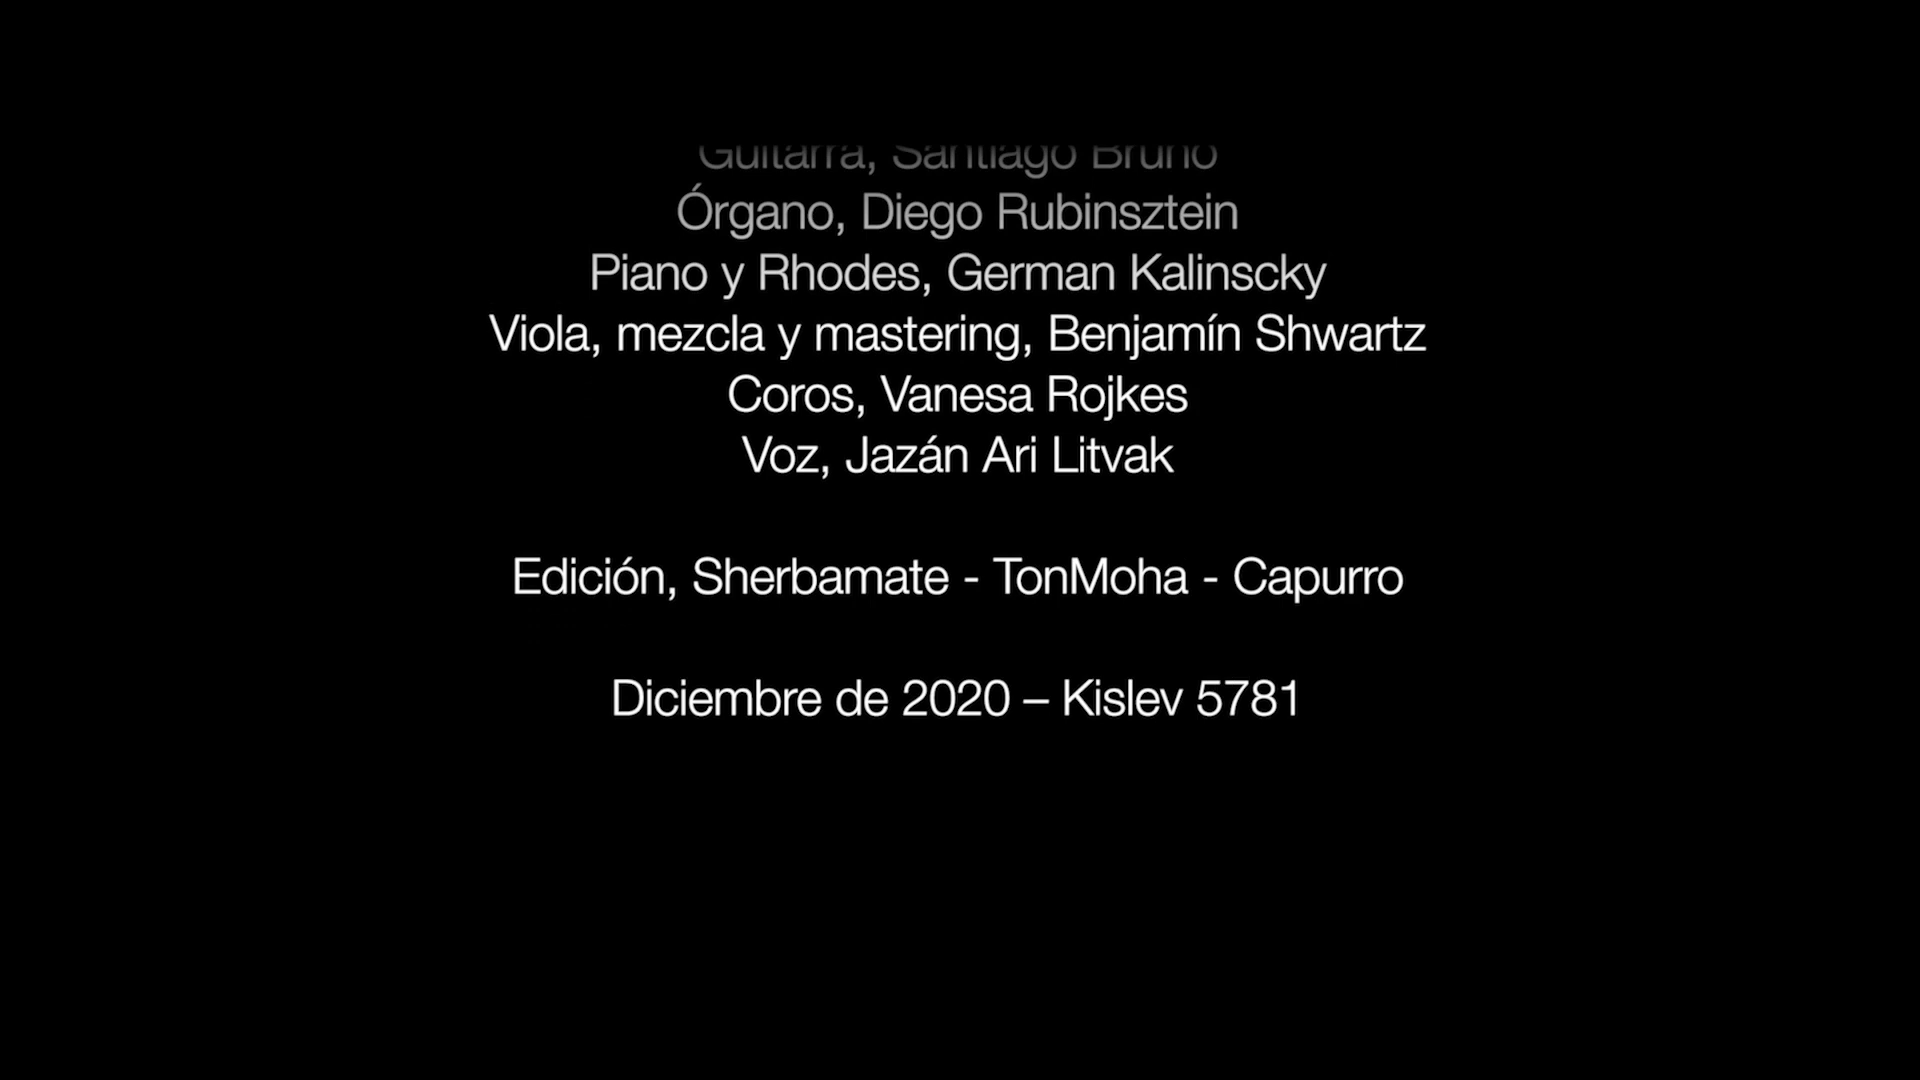 Guitarra, Santiago Bruno
Órgano, Diego Rubinsztein
Piano y Rhodes, German Kalinscky
Viola, mezcla y mastering, Benjamín Shwartz
Coros, Vanesa Rojkes
Voz, Jazán Ari Litvak
Edición, Sherbamate - TonMoha - Capurro
Diciembre de 2020 – Kislev 5781